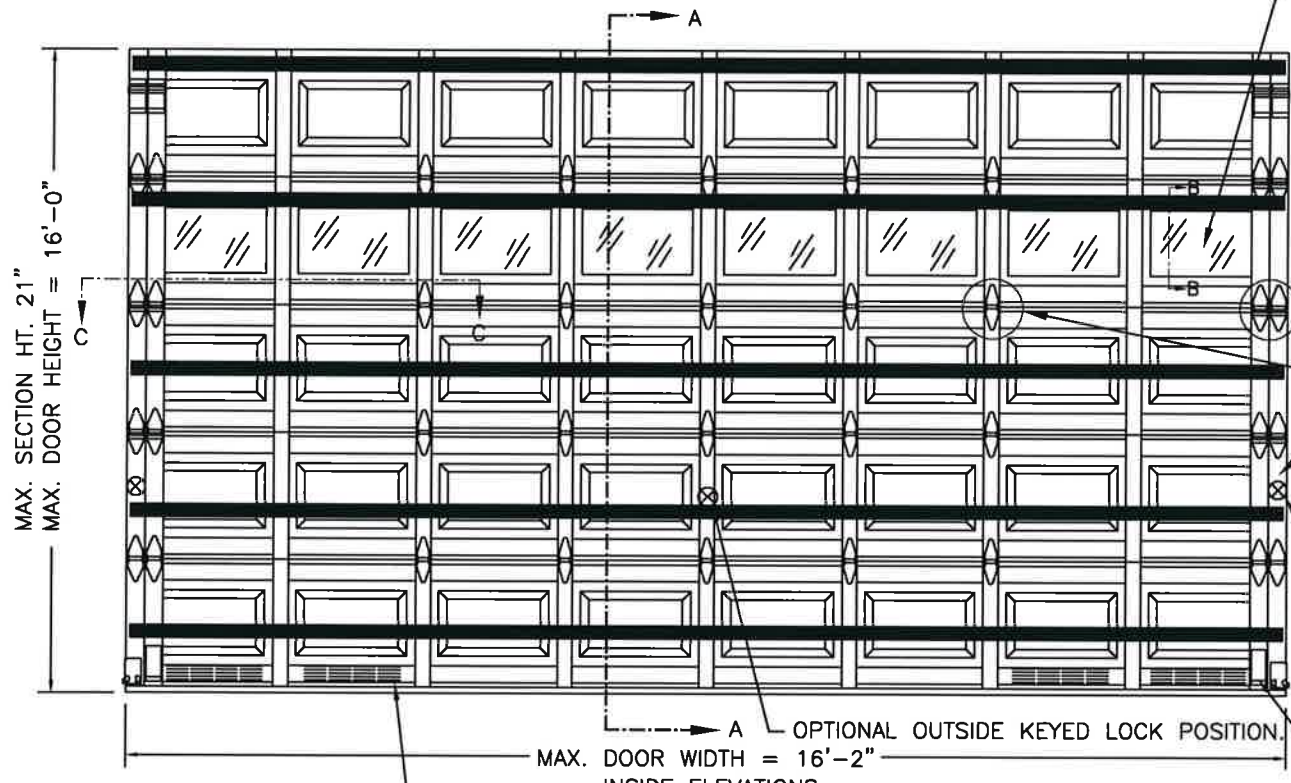 A
MAX. SECTION HT. 21"
MAX. DOOR HEIGHT = 16'-0"
B
B
C
C
A
OPTIONAL OUTSIDE KEYED LOCK POSITION.
MAX. DOOR WIDTH = 16'-2"
INSIDE ELEVATIONS